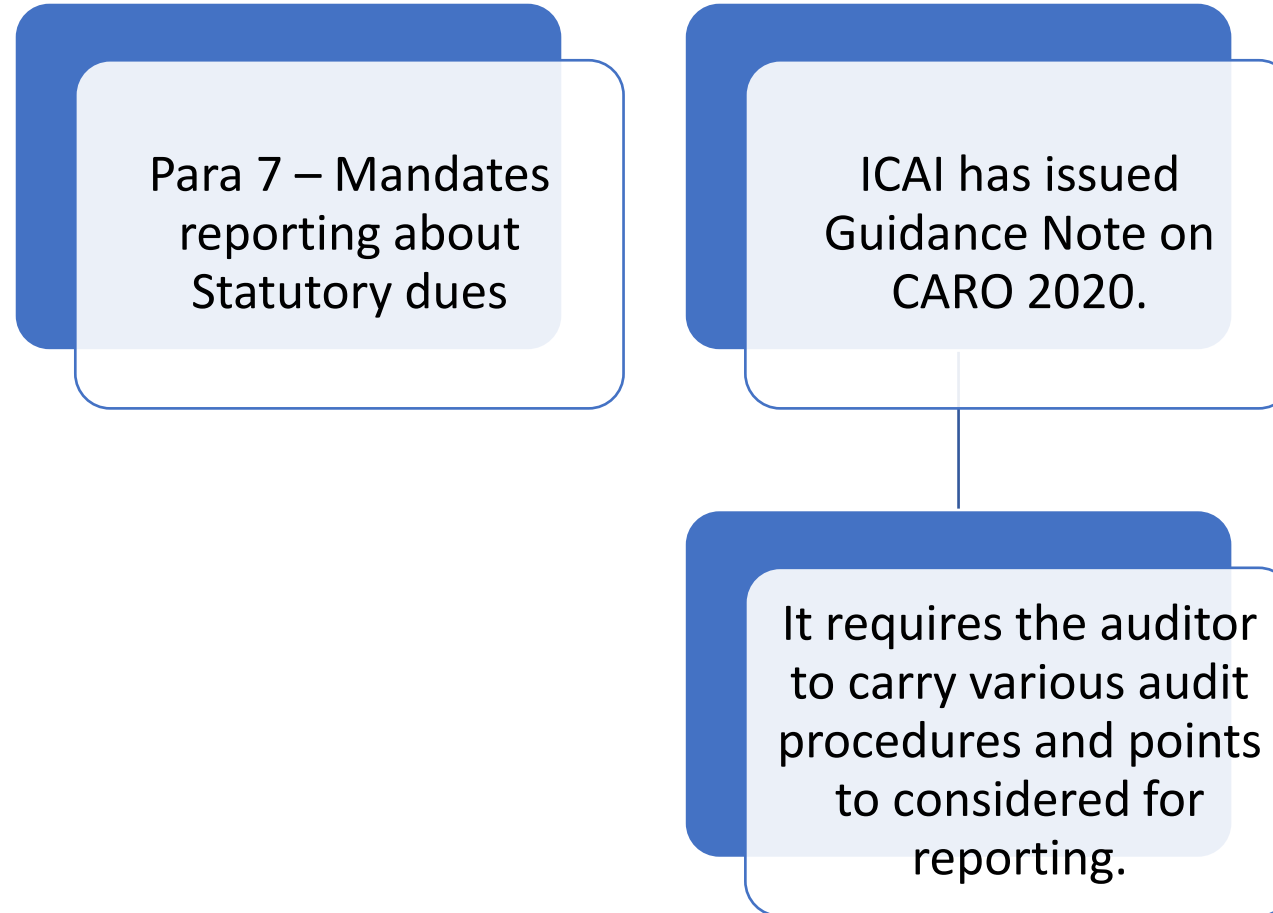 Para 7 – Mandates
reporting about
Statutory dues
ICAI has issued
Guidance Note on
CARO 2020.
It requires the auditor
to carry various audit
procedures and points
to considered for
reporting.